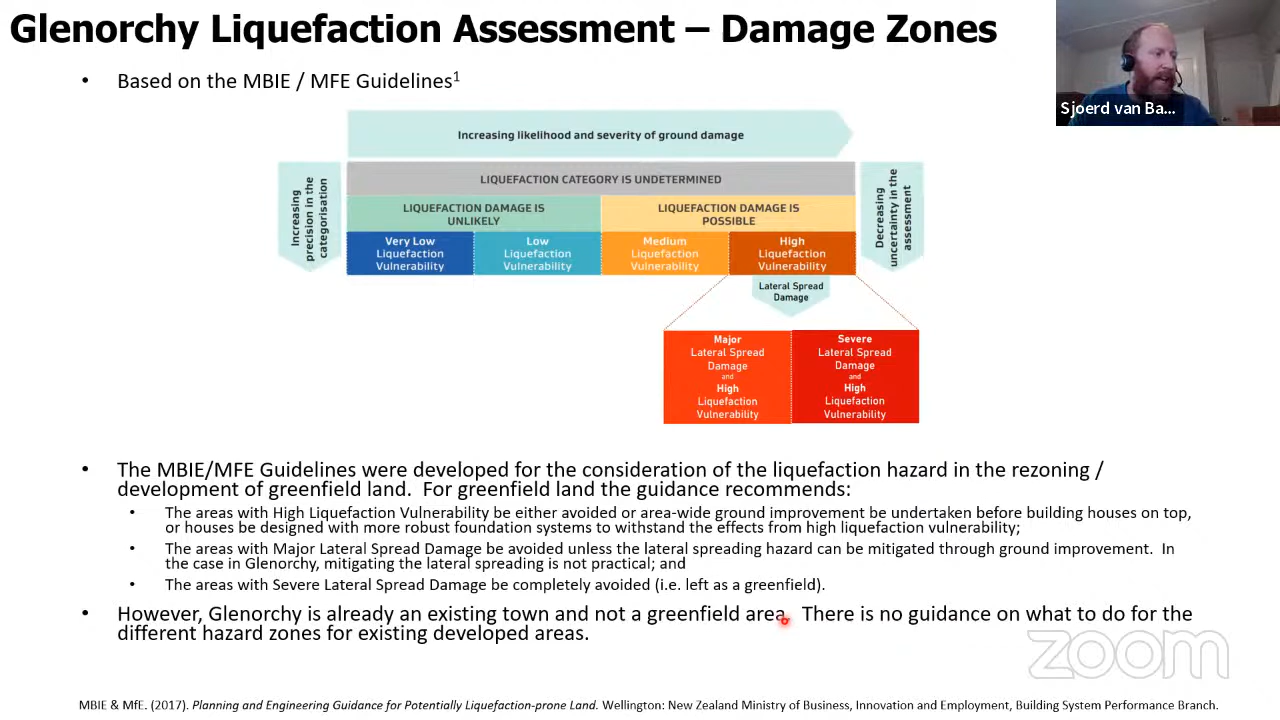 Glenorchy Liquefaction Assessment – Damage Zones
Sjoerd van Ba...
• Based on the MBIE / MFE Guidelines1
Increasing likelihood and severity of ground damage
Increasing
precision in the
categorisation
LIQUEFACTION CATEGORY IS UNDETERMINED
LIQUEFACTION DAMAGE IS
UNLIKELY
LIQUEFACTION DAMAGE IS
POSSIBLE
Very Low
Liquefaction
Vulnerability
Low
Liquefaction
Vulnerability
Medium
Liquefaction
Vulnerability
High
Liquefaction
Vulnerability
Decreasing
uncertainty in the
assessment
Lateral Spread
Damage
Major
Lateral Spread
Damage
and
High
Liquefaction
Vulnerability
Severe
Lateral Spread
Damage
and
High
Liquefaction
Vulnerability
• The MBIE/MFE Guidelines were developed for the consideration of the liquefaction hazard in the rezoning /
development of greenfield land.  For greenfield land the guidance recommends:
• The areas with High Liquefaction Vulnerability be either avoided or area-wide ground improvement be undertaken before building houses on top,
or houses be designed with more robust foundation systems to withstand the effects from high liquefaction vulnerability;
• The areas with Major Lateral Spread Damage be avoided unless the lateral spreading hazard can be mitigated through ground improvement.  In
the case in Glenorchy, mitigating the lateral spreading is not practical; and
• The areas with Severe Lateral Spread Damage be completely avoided (i.e. left as a greenfield).
• However, Glenorchy is already an existing town and not a greenfield area.  There is no guidance on what to do for the
different hazard zones for existing developed areas.
zoom
MBIE & MfE. (2017). Planning and Engineering Guidance for Potentially Liquefaction-prone Land. Wellington: New Zealand Ministry of Business, Innovation and Employment, Building System Performance Branch.